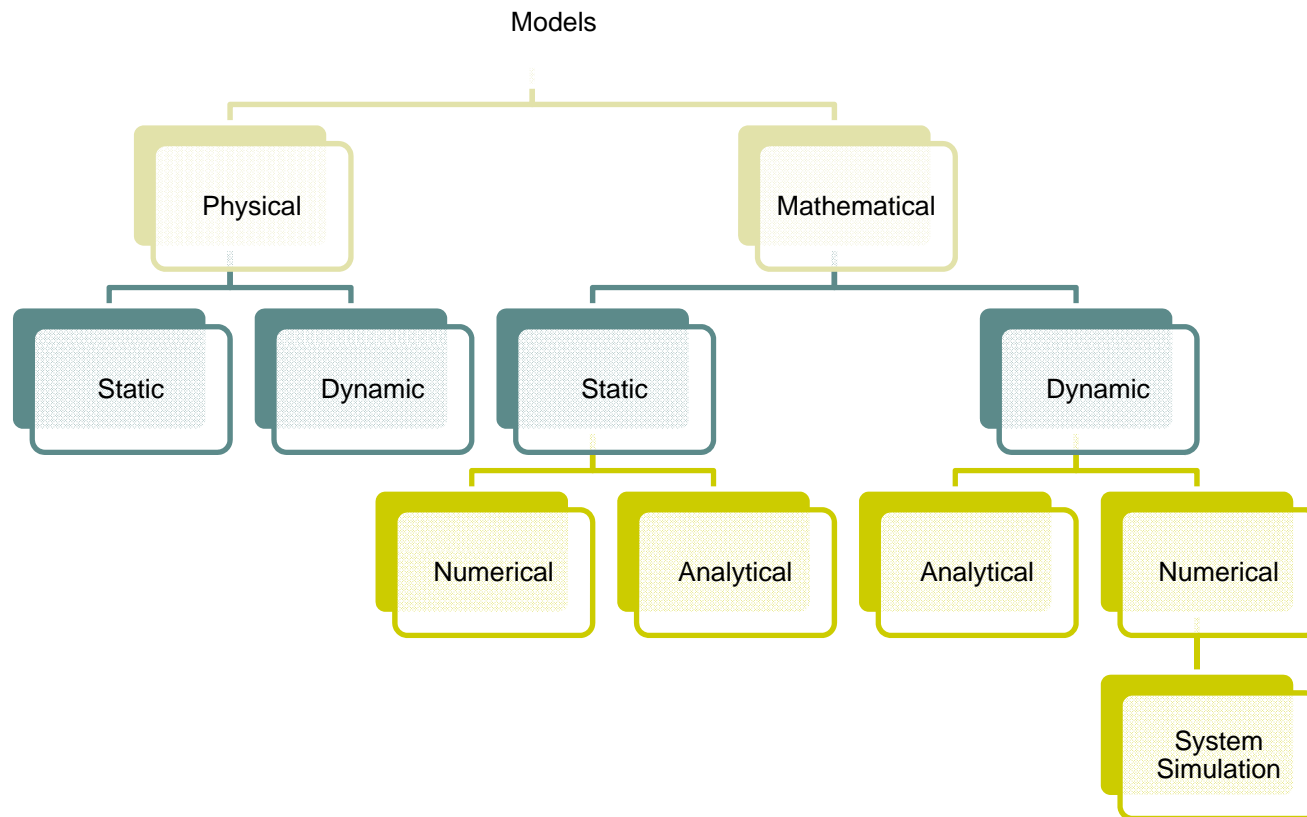 Models
Physical
Mathematical
Static
Dynamic
Static
Dynamic
Numerical
Analytical
Analytical
Numerical
System
Simulation